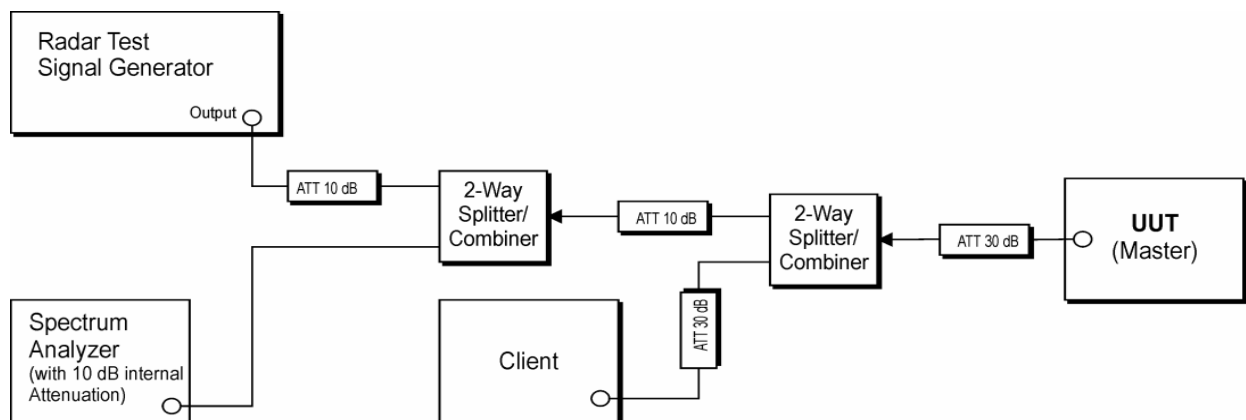 Radar Test
Signal Generator
Output
ATT 10 dB
2-Way
Splitter/
Combiner
ATT 10 dB
2-Way
Splitter/
Combiner
ATT 30 dB
UUT
(Master)
Spectrum
Analyzer
(with 10 dB internal
Attenuation)
Client
ATT 30 dB